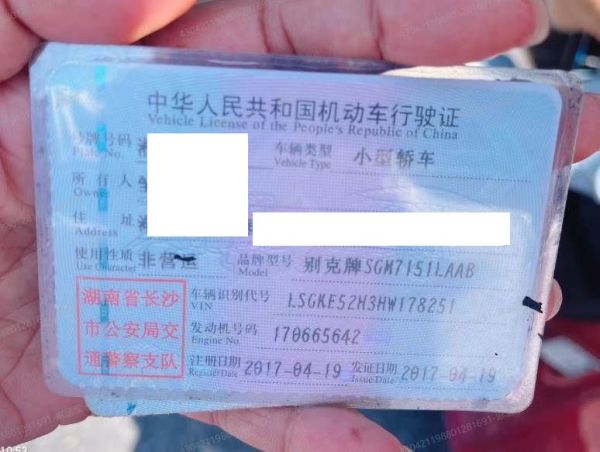 中华人民共和国机动车行驶证
Vehicle License of the People's Republic of China
号牌号码
Plate No.
车辆类型 小型轿车
Vehicle Type
所有人
Owner
住址
Address
使用性质 非营运
Use Character
品牌型号 别克牌SGM7151LAAB
Model
湖南省长沙
市公安局交
通警察支队
车辆识别代号 LSGKE52H3HW178251
VIN
发动机号码 170665642
Engine No.
注册日期 2017-04-19
Register Date
发证日期 2017-04-19
Issue Date
10:53